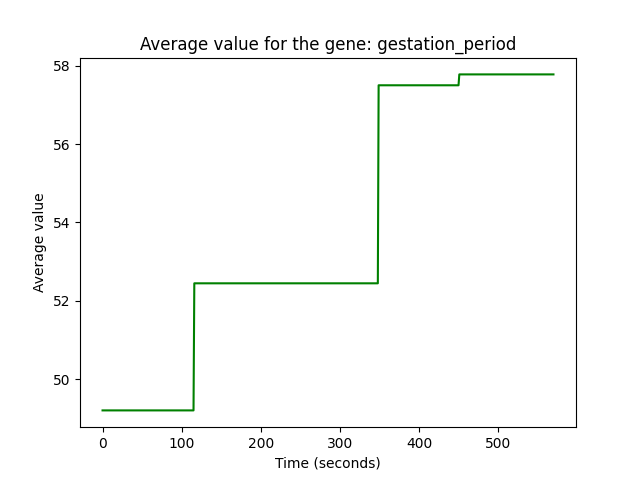 Average value for the gene: gestation_period
58
56
54
52
50
Average value
0 100 200 300 400 500
Time (seconds)